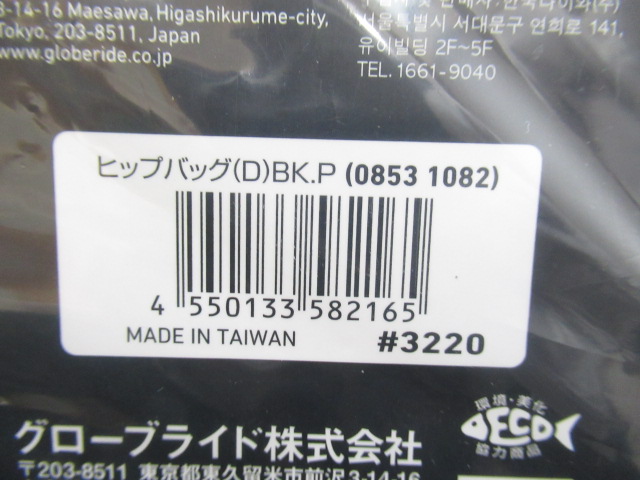 3-14-16 Maesawa, Higashikurume-city,
Tokyo, 203-8511, Japan
www.globeride.co.jp
서울특별시 서대문구 연희로 141,
유이빌딩 2F~5F
TEL. 1661-9040
ヒップバッグ(D)BK.P (0853 1082)
4 550133 582165
MADE IN TAIWAN #3220
環境・美化
ECO
協力商品
グローブライド株式会社
〒203-8511 東京都東久留米市前沢3-14-16